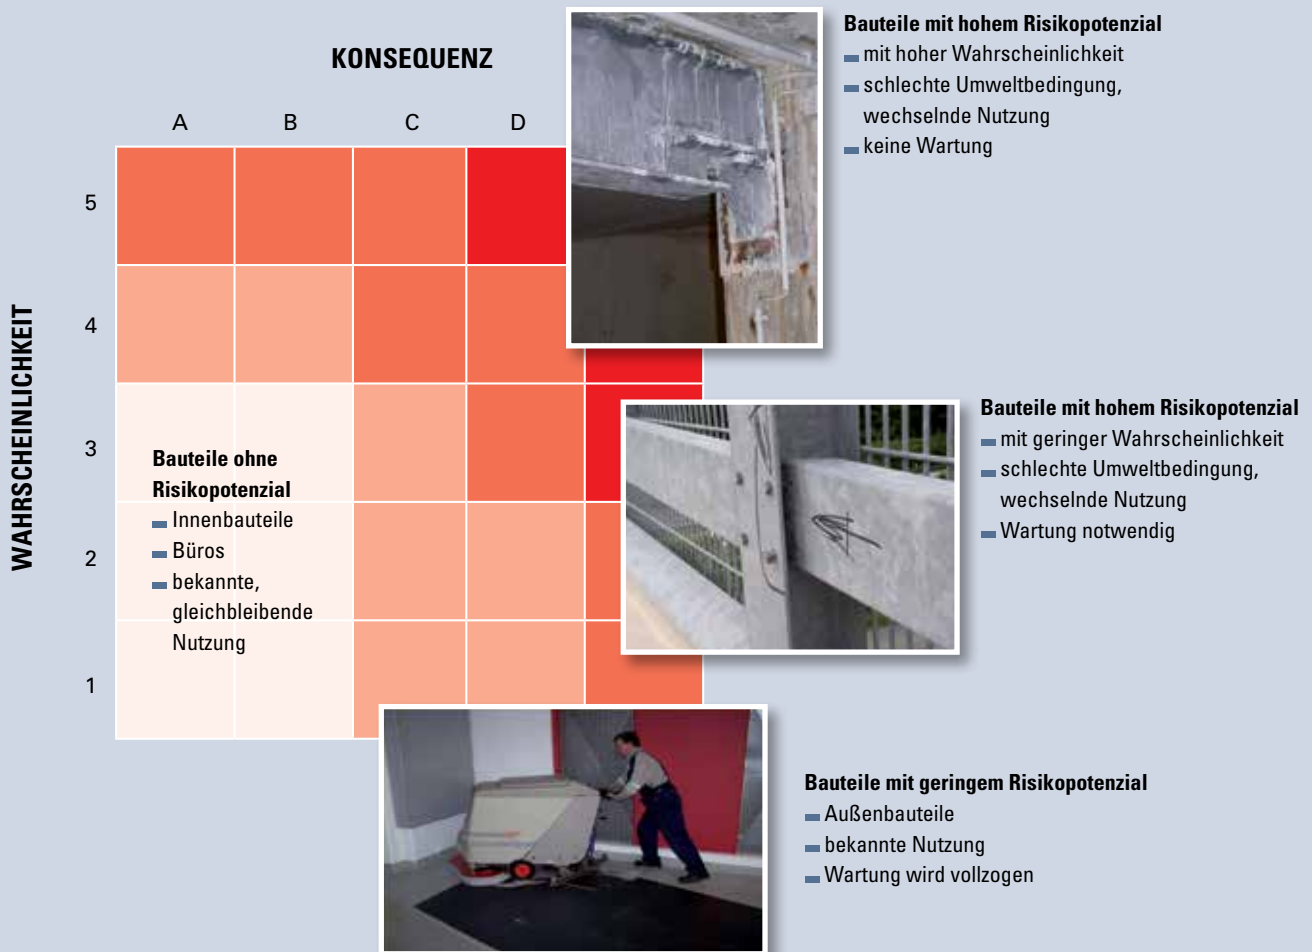 KONSEQUENZ
A B C D
WAHRSCHEINLICHKEIT
5
4
3
2
1
Bauteile ohne
Risikopotenzial
Innenbauteile
Büros
bekannte,
gleichbleibende
Nutzung
Bauteile mit hohem Risikopotenzial
mit hoher Wahrscheinlichkeit
schlechte Umweltbedingung,
wechselnde Nutzung
keine Wartung
Bauteile mit hohem Risikopotenzial
mit geringer Wahrscheinlichkeit
schlechte Umweltbedingung,
wechselnde Nutzung
Wartung notwendig
Bauteile mit geringem Risikopotenzial
Außenbauteile
bekannte Nutzung
Wartung wird vollzogen